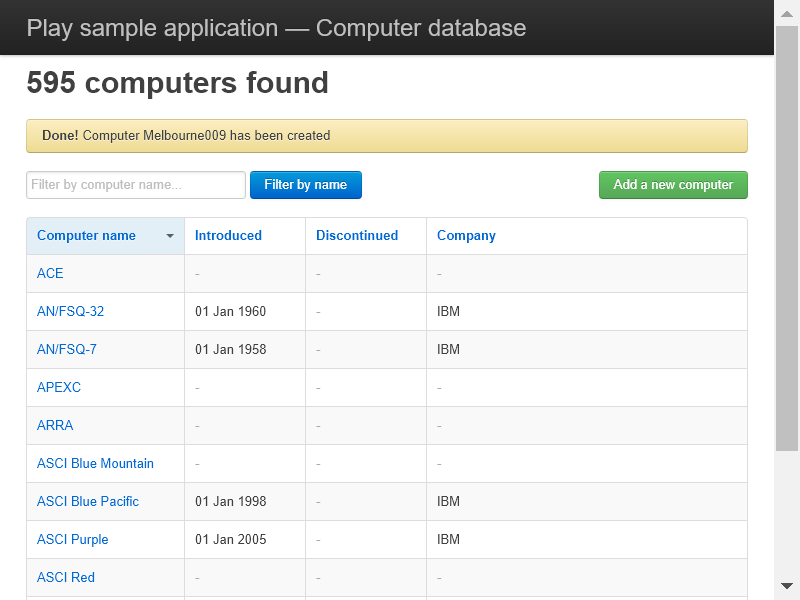 Play sample application — Computer database
595 computers found
Done! Computer Melbourne009 has been created
Filter by computer name... Filter by name Add a new computer
Computer name Introduced Discontinued Company
ACE - - -
AN/FSQ-32 01 Jan 1960 - IBM
AN/FSQ-7 01 Jan 1958 - IBM
APEXC - - -
ARRA - - -
ASCI Blue Mountain - - -
ASCI Blue Pacific 01 Jan 1998 - IBM
ASCI Purple 01 Jan 2005 - IBM
ASCI Red - - -